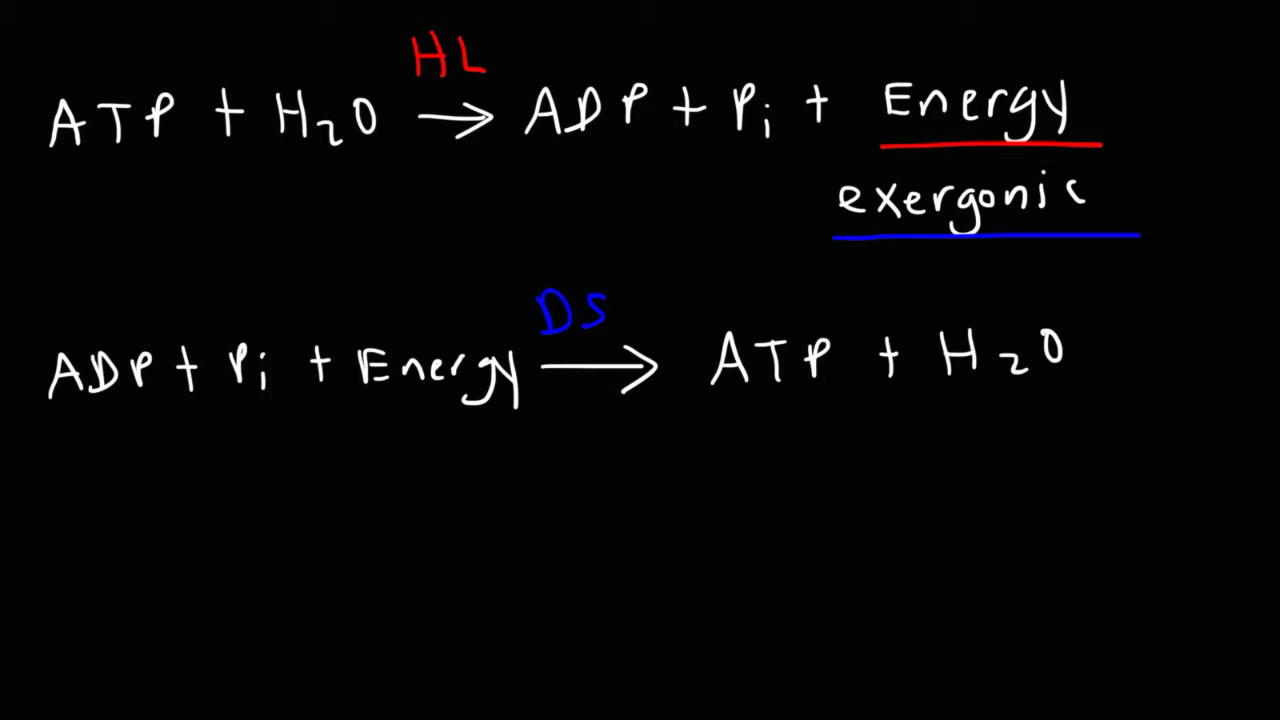 HL
ATP + H₂O → ADP + Pᵢ + Energy
exergonic
DS
ADP + Pᵢ + Energy → ATP + H₂O